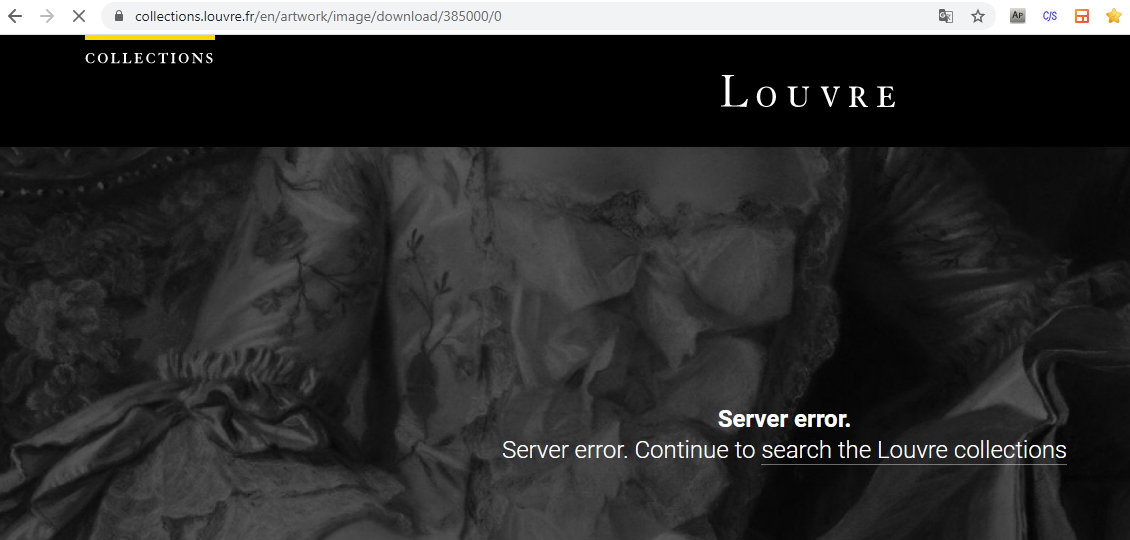 collections.louvre.fr/en/artwork/image/download/385000/0
AP
C/S
COLLECTIONS
LOUVRE
Server error.
Server error. Continue to search the Louvre collections